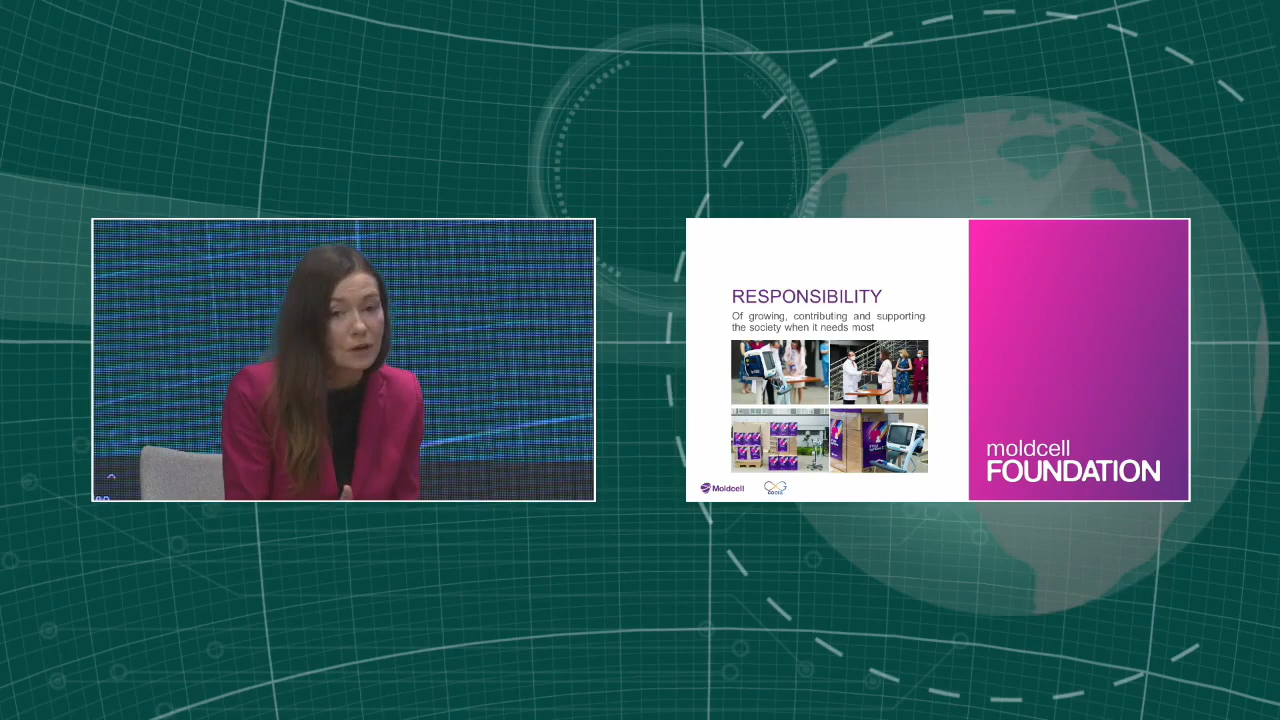 RESPONSIBILITY
Of growing, contributing and supporting
the society when it needs most
Moldcell
moldcell
FOUNDATION